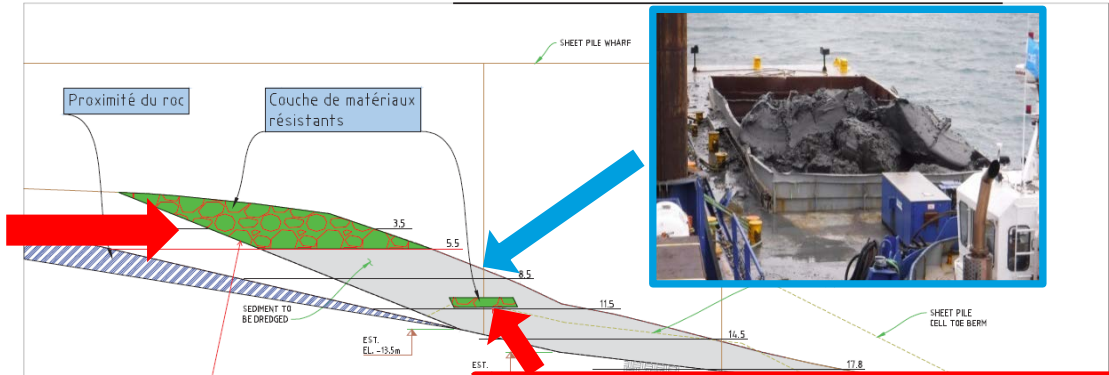 SHEET PILE WHARF
Proximité du roc
Couche de matériaux
résistants
3.5
5.5
8.5
SEDIMENT TO
BE DREDGED
11.5
SHEET PILE
CELL TOE BERM
14.5
EST.
EL. -13.5m
EST.
17.8